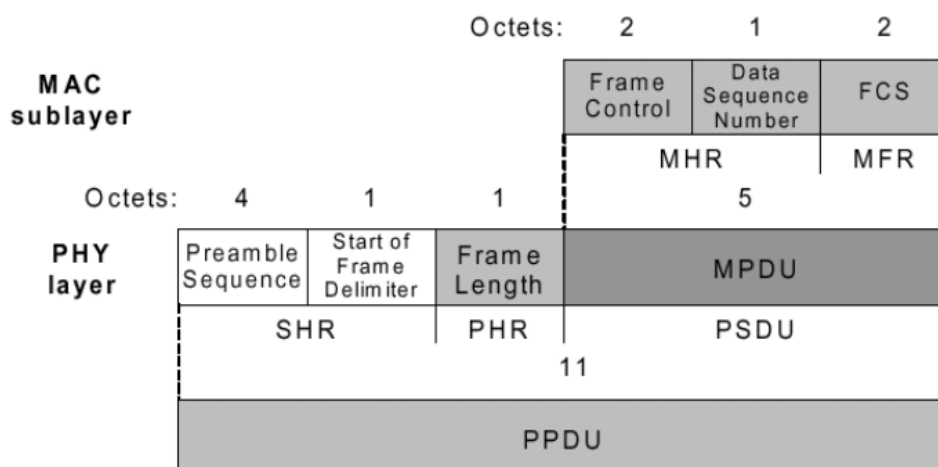 Octets: 2 1 2
MAC sublayer
Frame Control
Data Sequence Number
FCS
MHR MFR
Octets: 4 1 1 5
PHY layer
Preamble Sequence
Start of Frame Delimiter
Frame Length
MPDU
SHR PHR PSDU
11
PPDU